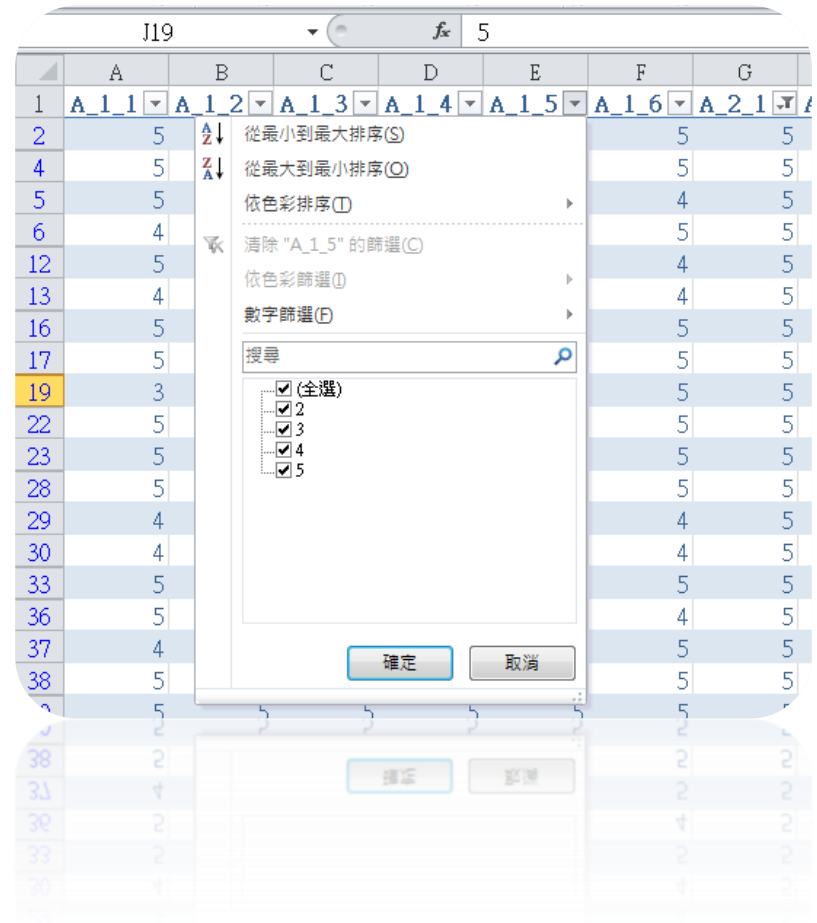 J19 fx 5
A B C D E F G
1 A_1_1 A_1_2 A_1_3 A_1_4 A_1_5 A_1_6 A_2_1
2 5 從最小到最大排序(S) 5 5
4 5 從最大到最小排序(O) 5 5
5 5 依色彩排序(T) 4 5
6 4 清除 "A_1_5" 的篩選(C) 5 5
12 5 依色彩篩選(I) 4 5
13 4 數字篩選(F) 4 5
16 5 5 5
17 5 搜尋 5 5
19 3 (全選) 5 5
2
22 5 3 5 5
4
23 5 5 5 5
28 5 5 5
29 4 4 5
30 4 4 5
33 5 5 5
36 5 4 5
37 4 確定 取消 5 5
38 5 5 5
5 5 5 5 5 5